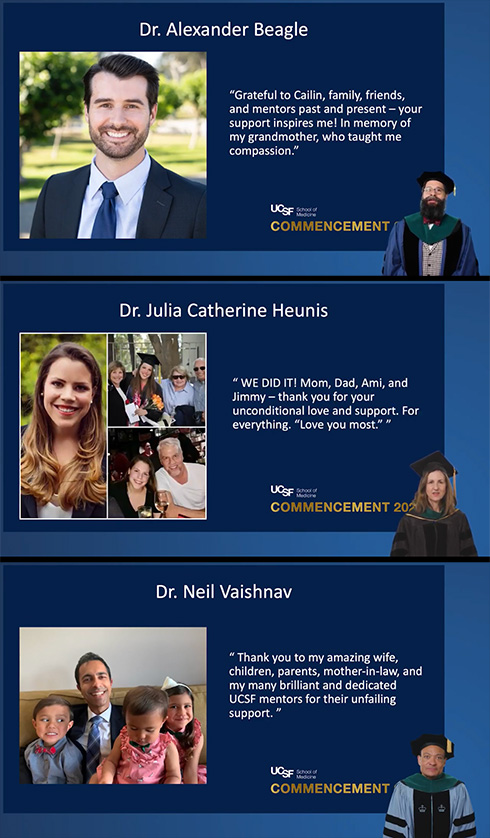 Dr. Alexander Beagle
“Grateful to Cailin, family, friends,
and mentors past and present – your
support inspires me! In memory of
my grandmother, who taught me
compassion.”
UCSF School of
Medicine
COMMENCEMENT
Dr. Julia Catherine Heunis
“ WE DID IT! Mom, Dad, Ami, and
Jimmy – thank you for your
unconditional love and support. For
everything. “Love you most.” ”
UCSF School of
Medicine
COMMENCEMENT 202
Dr. Neil Vaishnav
“ Thank you to my amazing wife,
children, parents, mother-in-law, and
my many brilliant and dedicated
UCSF mentors for their unfailing
support. ”
UCSF School of
Medicine
COMMENCEMENT